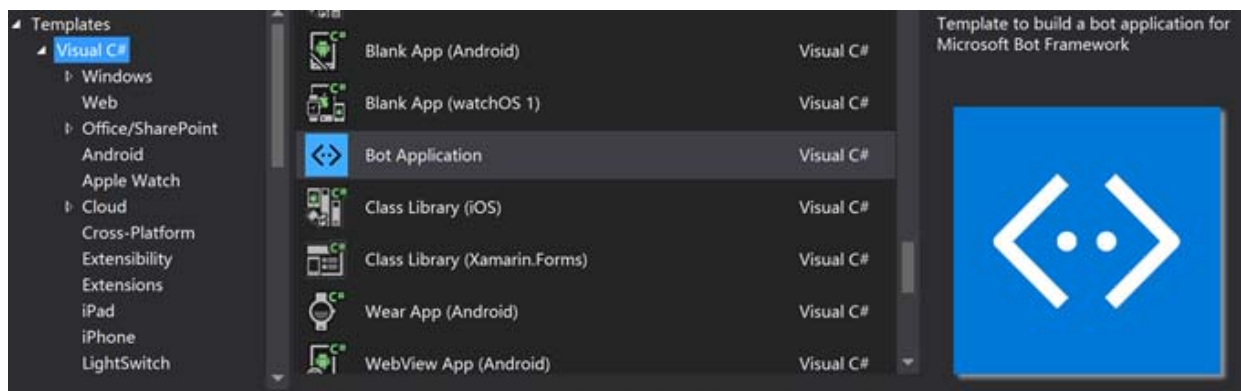 Templates
Visual C#
Windows
Web
Office/SharePoint
Android
Apple Watch
Cloud
Cross-Platform
Extensibility
Extensions
iPad
iPhone
LightSwitch
Blank App (Android) Visual C#
Blank App (watchOS 1) Visual C#
Bot Application Visual C#
Class Library (iOS) Visual C#
Class Library (Xamarin.Forms) Visual C#
Wear App (Android) Visual C#
WebView App (Android) Visual C#
Template to build a bot application for
Microsoft Bot Framework